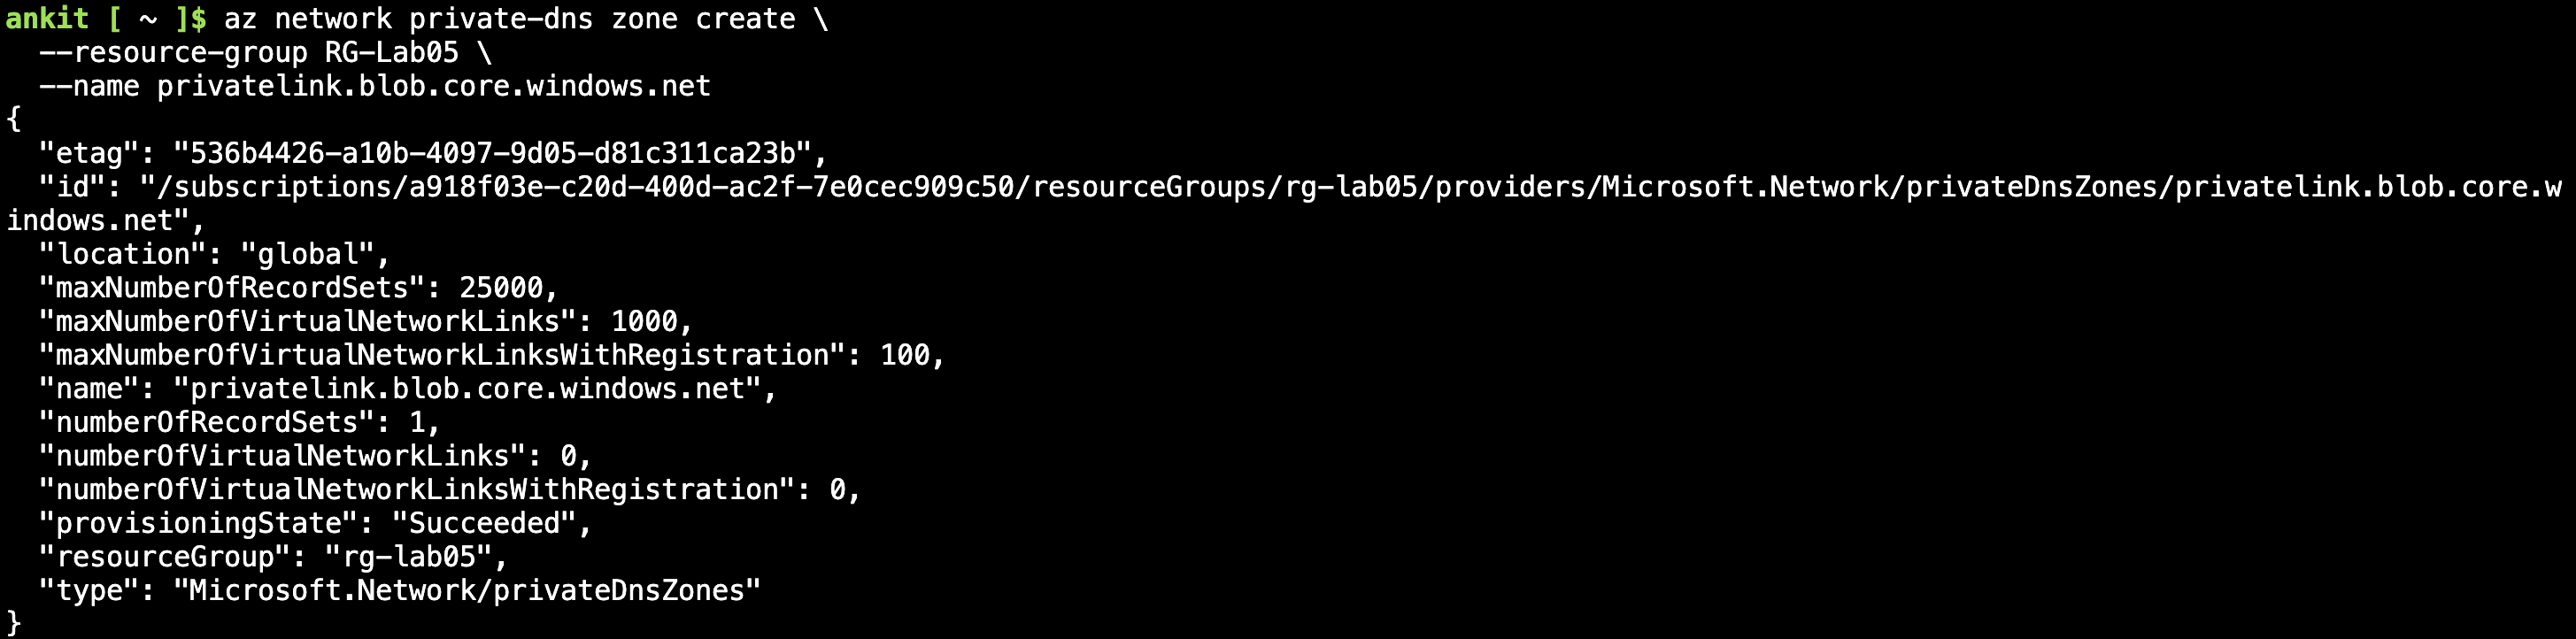 ankit [ ~ ]$ az network private-dns zone create \
  --resource-group RG-Lab05 \
  --name privatelink.blob.core.windows.net
{
  "etag": "536b4426-a10b-4097-9d05-d81c311ca23b",
  "id": "/subscriptions/a918f03e-c20d-400d-ac2f-7e0cec909c50/resourceGroups/rg-lab05/providers/Microsoft.Network/privateDnsZones/privatelink.blob.core.w
indows.net",
  "location": "global",
  "maxNumberOfRecordSets": 25000,
  "maxNumberOfVirtualNetworkLinks": 1000,
  "maxNumberOfVirtualNetworkLinksWithRegistration": 100,
  "name": "privatelink.blob.core.windows.net",
  "numberOfRecordSets": 1,
  "numberOfVirtualNetworkLinks": 0,
  "numberOfVirtualNetworkLinksWithRegistration": 0,
  "provisioningState": "Succeeded",
  "resourceGroup": "rg-lab05",
  "type": "Microsoft.Network/privateDnsZones"
}